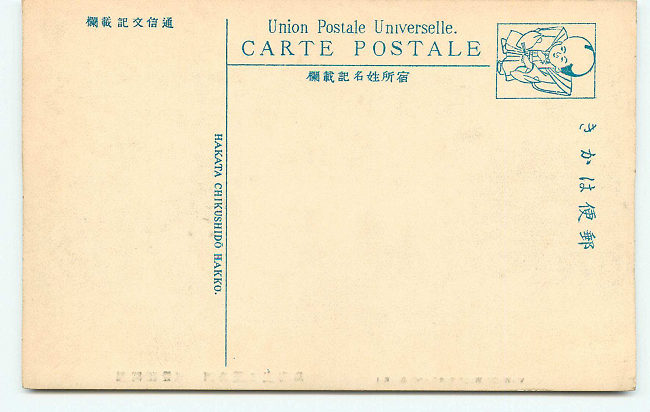 欄載記文信通
Union Postale Universelle.
CARTE POSTALE
欄載記名姓所宿
きかは便郵
HAKATA CHIKUSHIDŌ HAKKO.